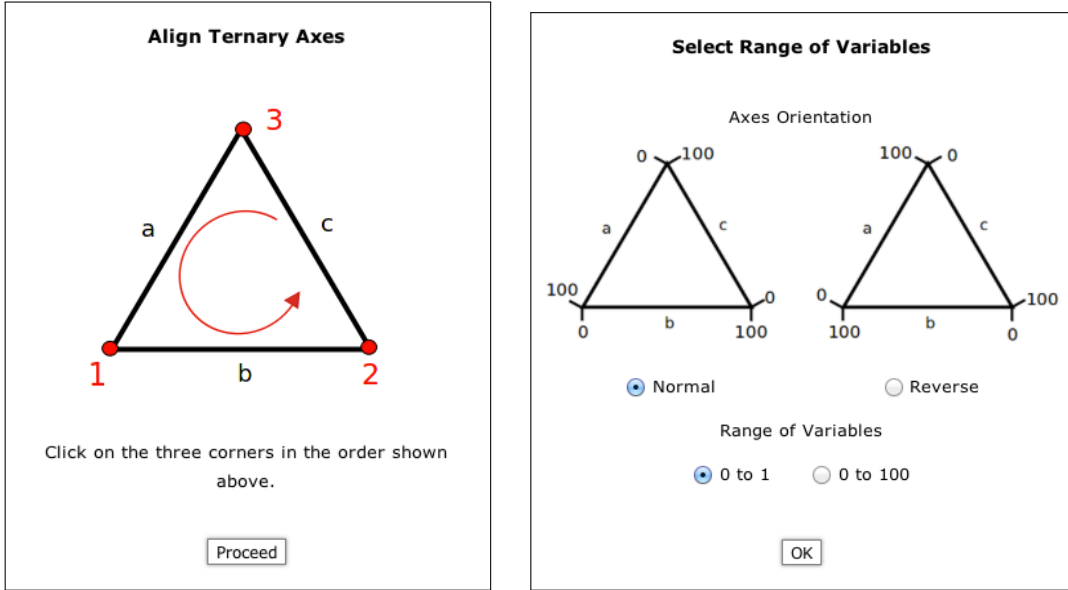 Align Ternary Axes
3
a
c
1
b
2
Click on the three corners in the order shown
above.
Proceed
Select Range of Variables
Axes Orientation
0 100
100 0
a
c
a
c
100
0
0
100
0
b
100
100
b
0
Normal
Reverse
Range of Variables
0 to 1
0 to 100
OK